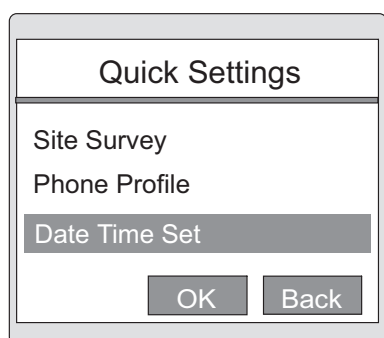 Quick Settings
Site Survey
Phone Profile
Date Time Set
OK Back